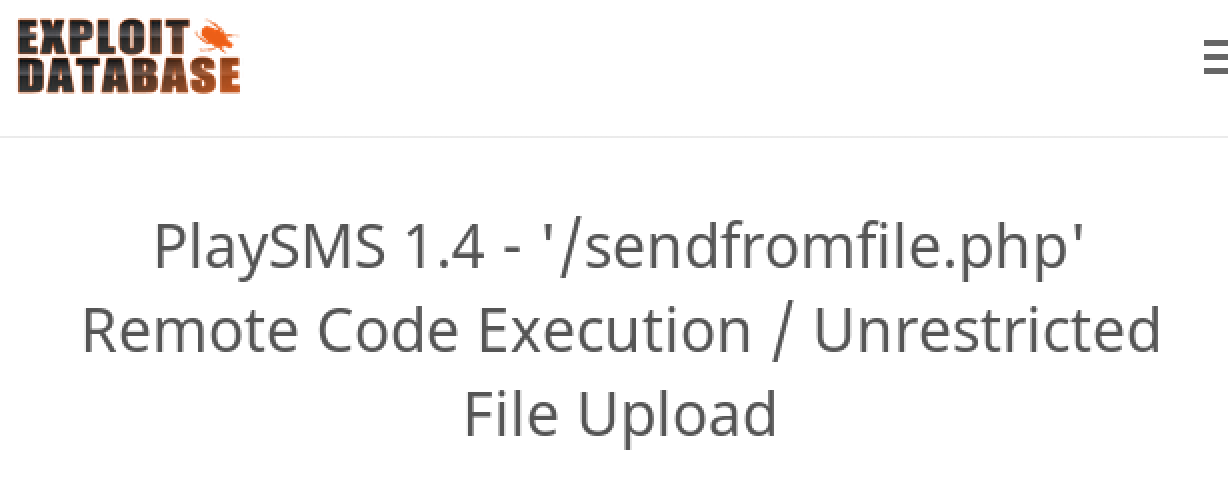 EXPLOIT
DATABASE
PlaySMS 1.4 - '/sendfromfile.php'
Remote Code Execution / Unrestricted
File Upload